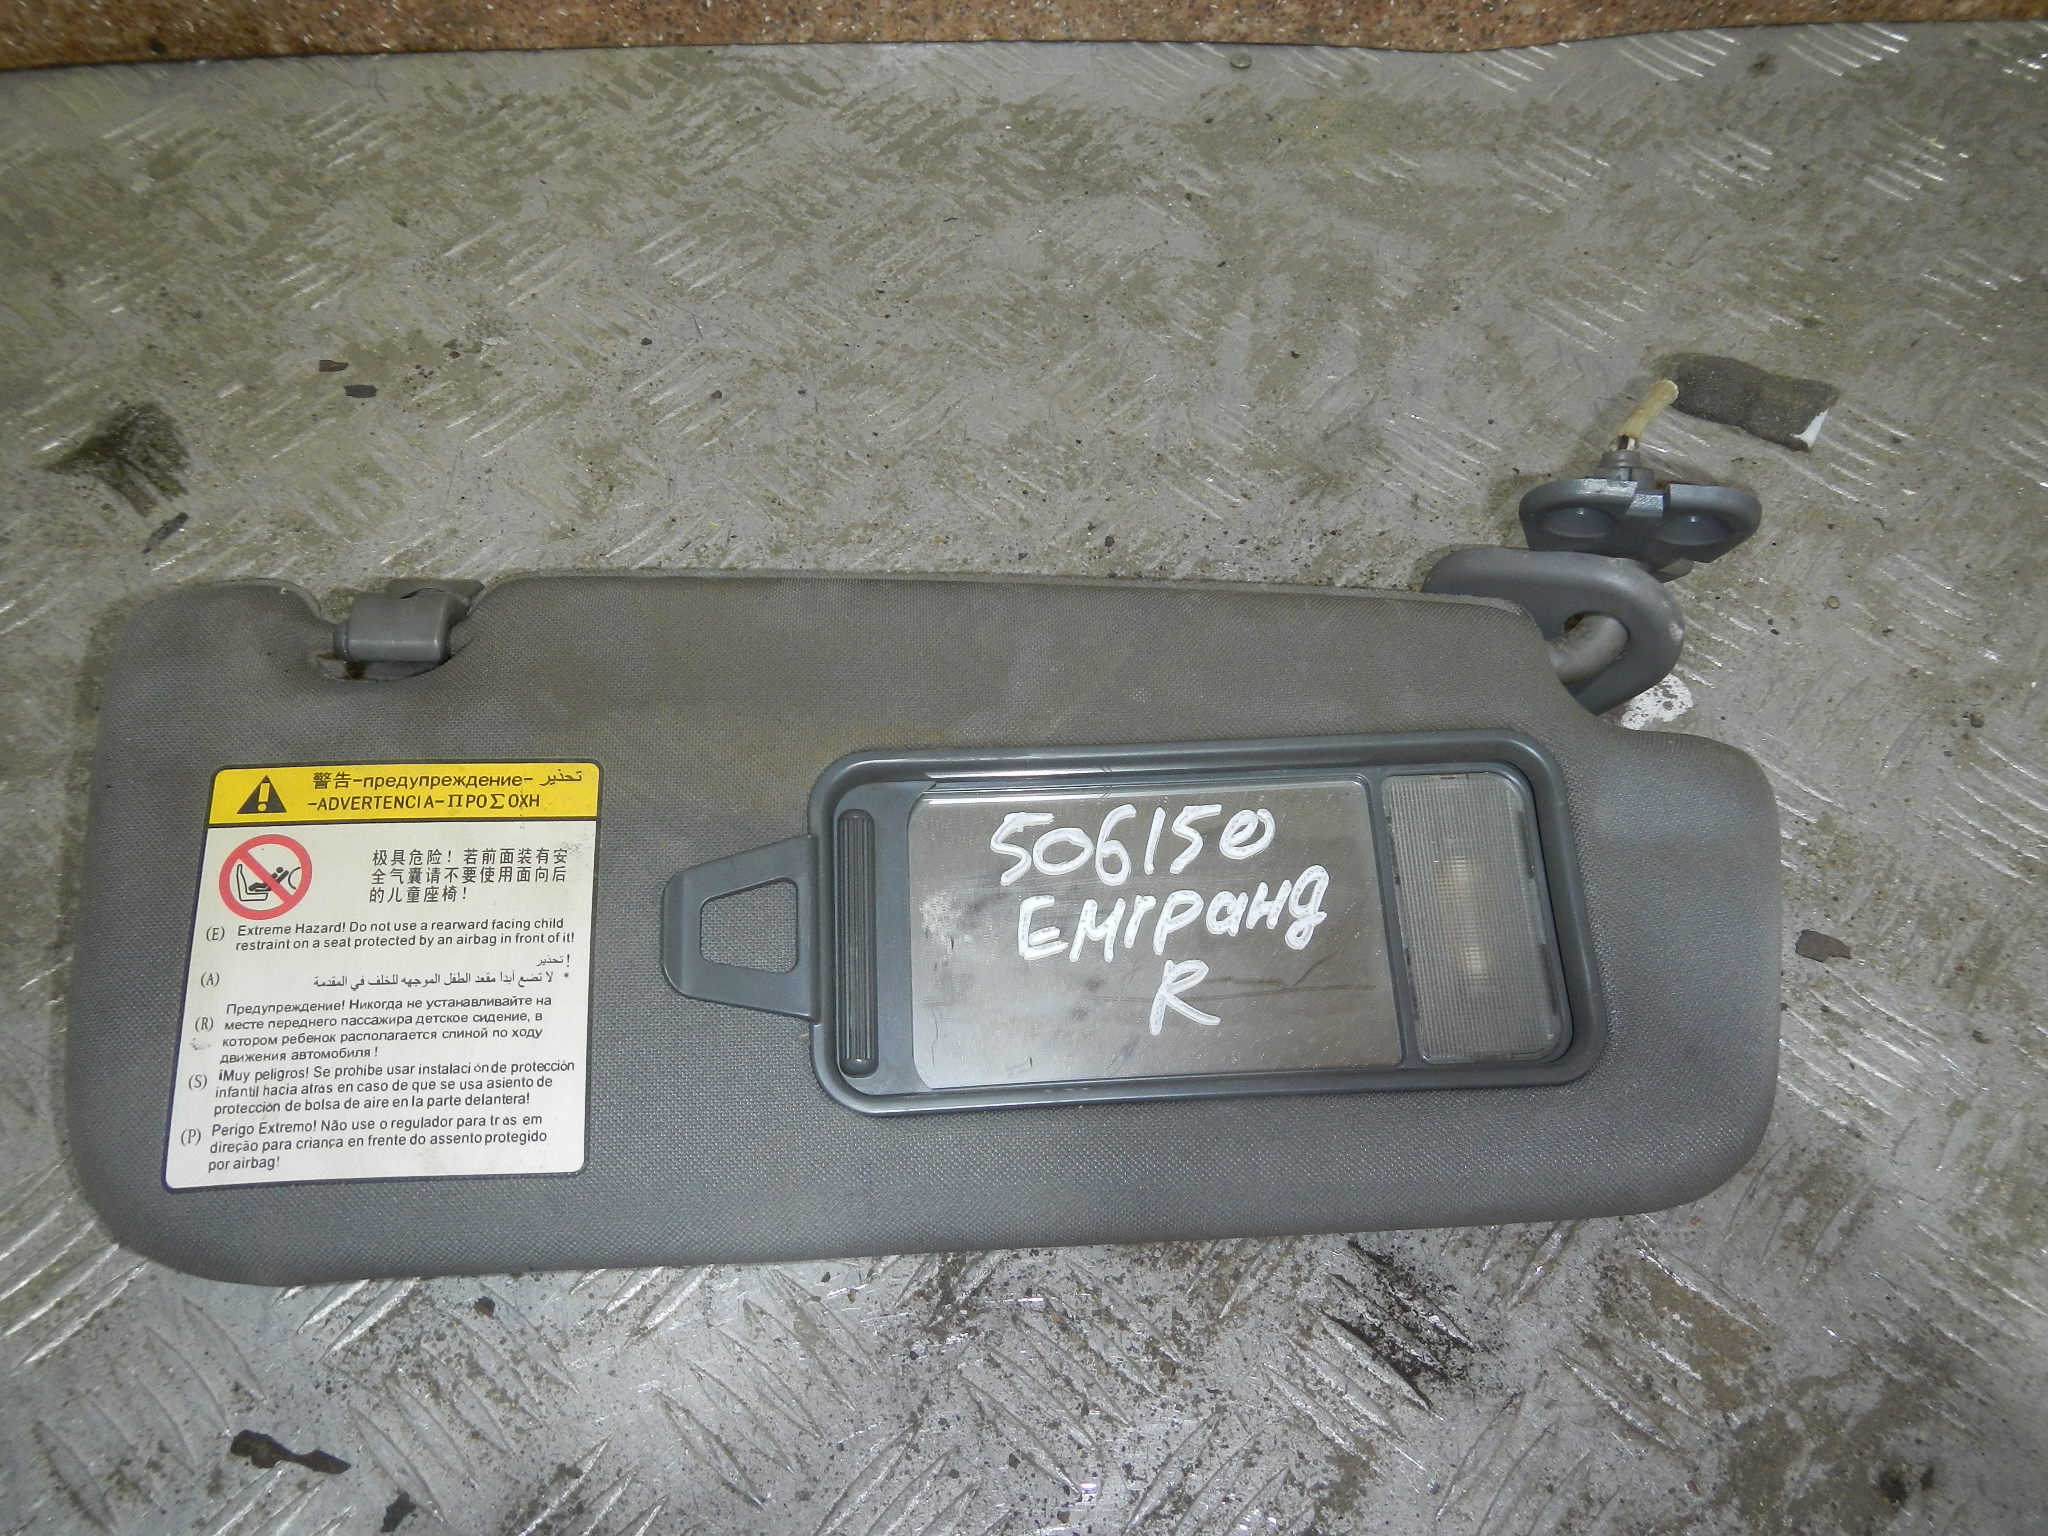 警告-предупреждение- تحذير
-ADVERTENCIA-ΠΡΟΣΟΧΗ
极具危险！若前面装有安
全气囊请不要使用面向后
的儿童座椅！
(E) Extreme Hazard! Do not use a rearward facing child
restraint on a seat protected by an airbag in front of it!
تحذير!
(A) * لا تضع أبدا مقعد الطفل الموجهه للخلف في المقدمة
Предупреждение! Никогда не устанавливайте на
(R) месте переднего пассажира детское сидение, в
котором ребенок располагается спиной по ходу
движения автомобиля!
(S) ¡Muy peligros! Se prohibe usar instalación de protección
infantil hacia atrás en caso de que se usa asiento de
protección de bolsa de aire en la parte delantera!
(P) Perigo Extremo! Não use o regulador para trás em
direção para criança en frente do assento protegido
por airbag!
506150
Емгранд
R